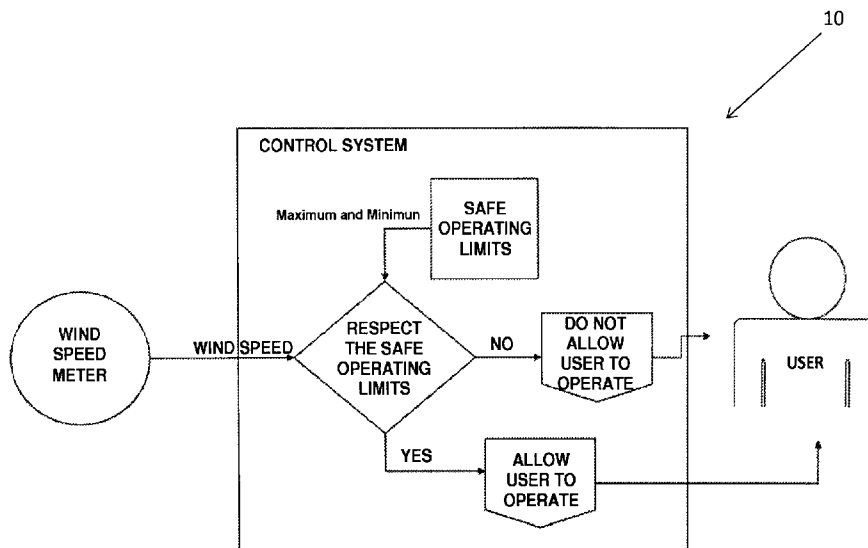 10
CONTROL SYSTEM
Maximum and Minimun
SAFE
OPERATING
LIMITS
WIND
SPEED
METER
WIND SPEED
RESPECT
THE SAFE
OPERATING
LIMITS
NO
DO NOT
ALLOW
USER TO
OPERATE
USER
YES
ALLOW
USER TO
OPERATE